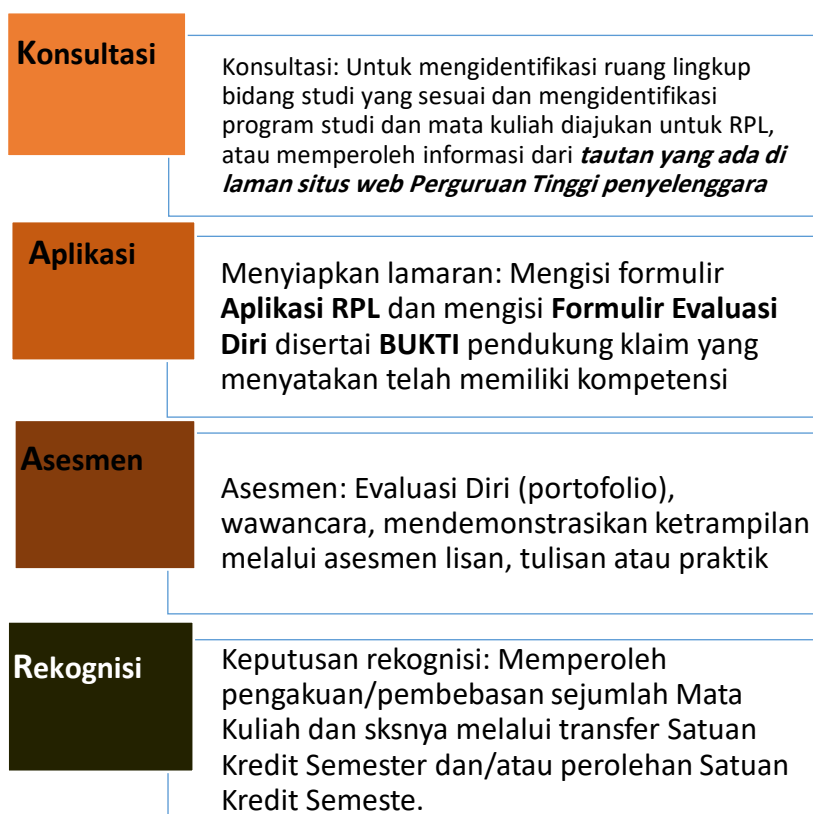 Konsultasi
Konsultasi: Untuk mengidentifikasi ruang lingkup
bidang studi yang sesuai dan mengidentifikasi
program studi dan mata kuliah diajukan untuk RPL,
atau memperoleh informasi dari tautan yang ada di
laman situs web Perguruan Tinggi penyelenggara
Aplikasi
Menyiapkan lamaran: Mengisi formulir
Aplikasi RPL dan mengisi Formulir Evaluasi
Diri disertai BUKTI pendukung klaim yang
menyatakan telah memiliki kompetensi
Asesmen
Asesmen: Evaluasi Diri (portofolio),
wawancara, mendemonstrasikan ketrampilan
melalui asesmen lisan, tulisan atau praktik
Rekognisi
Keputusan rekognisi: Memperoleh
pengakuan/pembebasan sejumlah Mata
Kuliah dan sksnya melalui transfer Satuan
Kredit Semester dan/atau perolehan Satuan
Kredit Semeste.